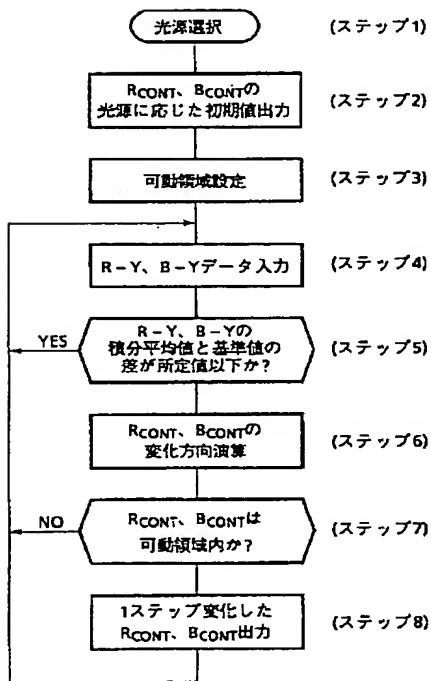 光源選択 (ステップ1)
RCONT、BCONTの
光源に応じた初期値出力 (ステップ2)
可動領域設定 (ステップ3)
R-Y、B-Yデータ入力 (ステップ4)
R-Y、B-Yの
積分平均値と基準値の
差が所定値以下か? (ステップ5)
YES
RCONT、BCONTの
変化方向演算 (ステップ6)
NO
RCONT、BCONTは
可動領域内か? (ステップ7)
1ステップ変化した
RCONT、BCONT出力 (ステップ8)